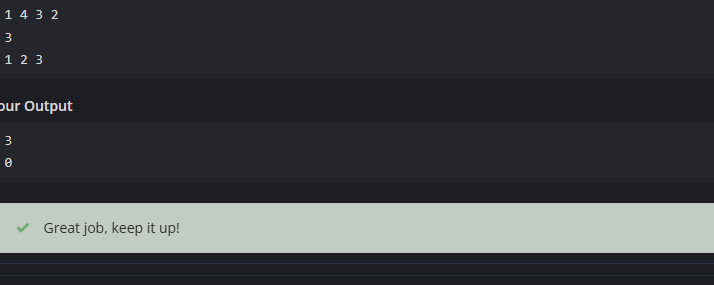 1 4 3 2
3
1 2 3
our Output
3
0
Great job, keep it up!